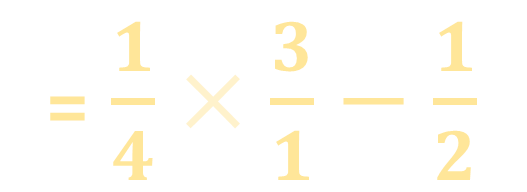 = 1/4 × 3/1 − 1/2